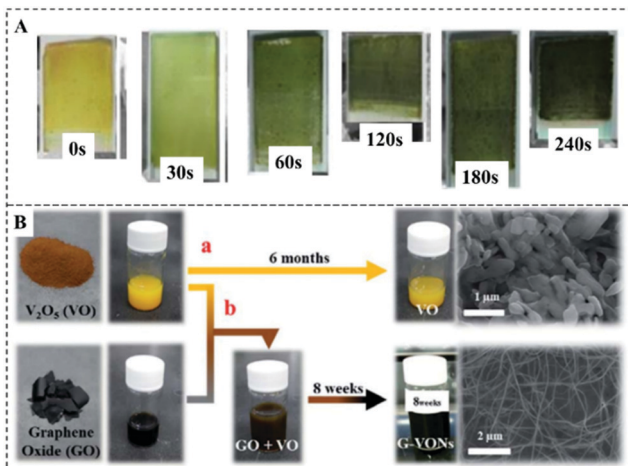 A
0s
30s
60s
120s
180s
240s
B
a
6 months
V₂O₅ (VO)
VO
1 μm
b
Graphene
Oxide (GO)
GO + VO
8 weeks
8weeks
G-VONs
2 μm